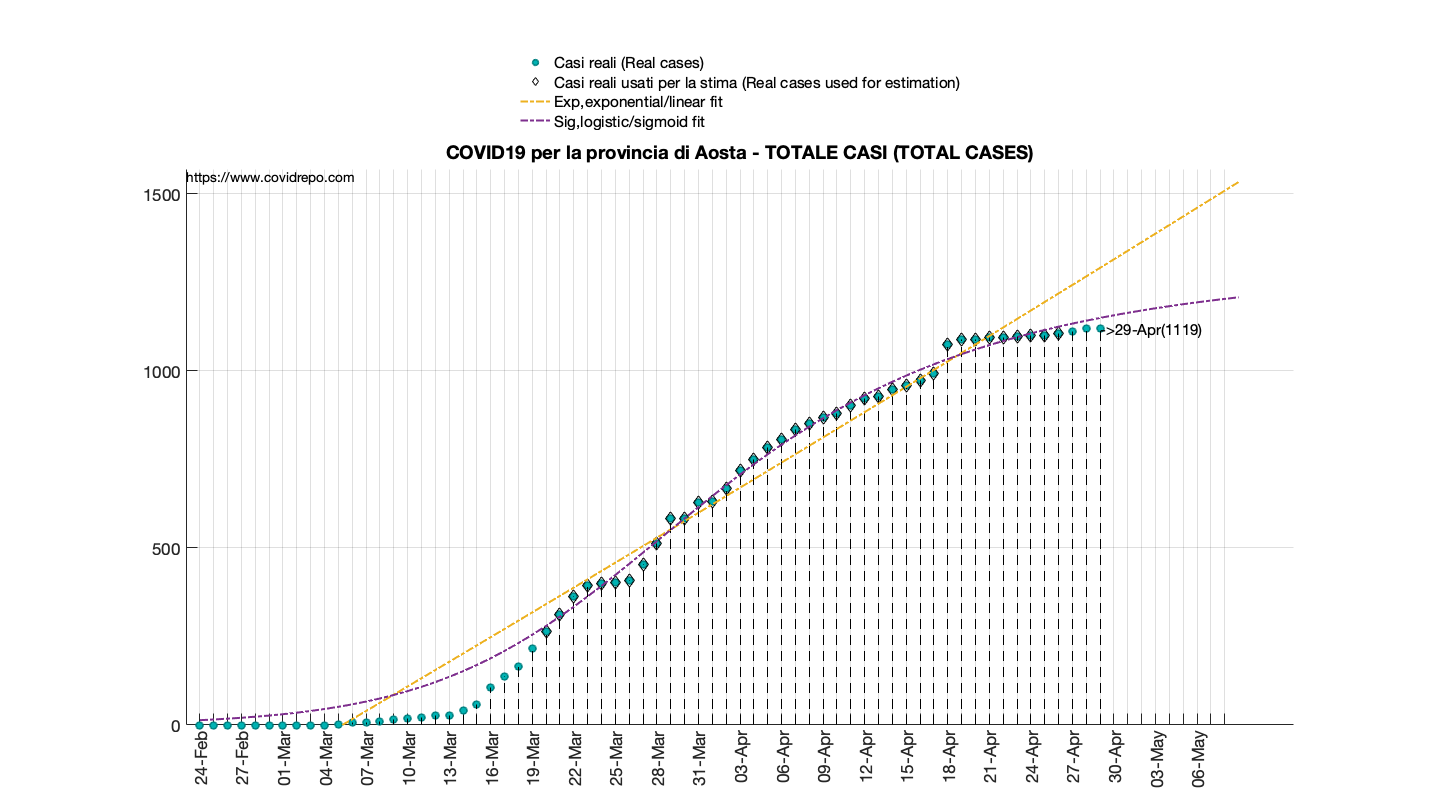 Casi reali (Real cases)
Casi reali usati per la stima (Real cases used for estimation)
Exp,exponential/linear fit
Sig,logistic/sigmoid fit
COVID19 per la provincia di Aosta - TOTALE CASI (TOTAL CASES)
https://www.covidrepo.com
1500
1000
500
0
>29-Apr(1119)
24-Feb
27-Feb
01-Mar
04-Mar
07-Mar
10-Mar
13-Mar
16-Mar
19-Mar
22-Mar
25-Mar
28-Mar
31-Mar
03-Apr
06-Apr
09-Apr
12-Apr
15-Apr
18-Apr
21-Apr
24-Apr
27-Apr
30-Apr
03-May
06-May